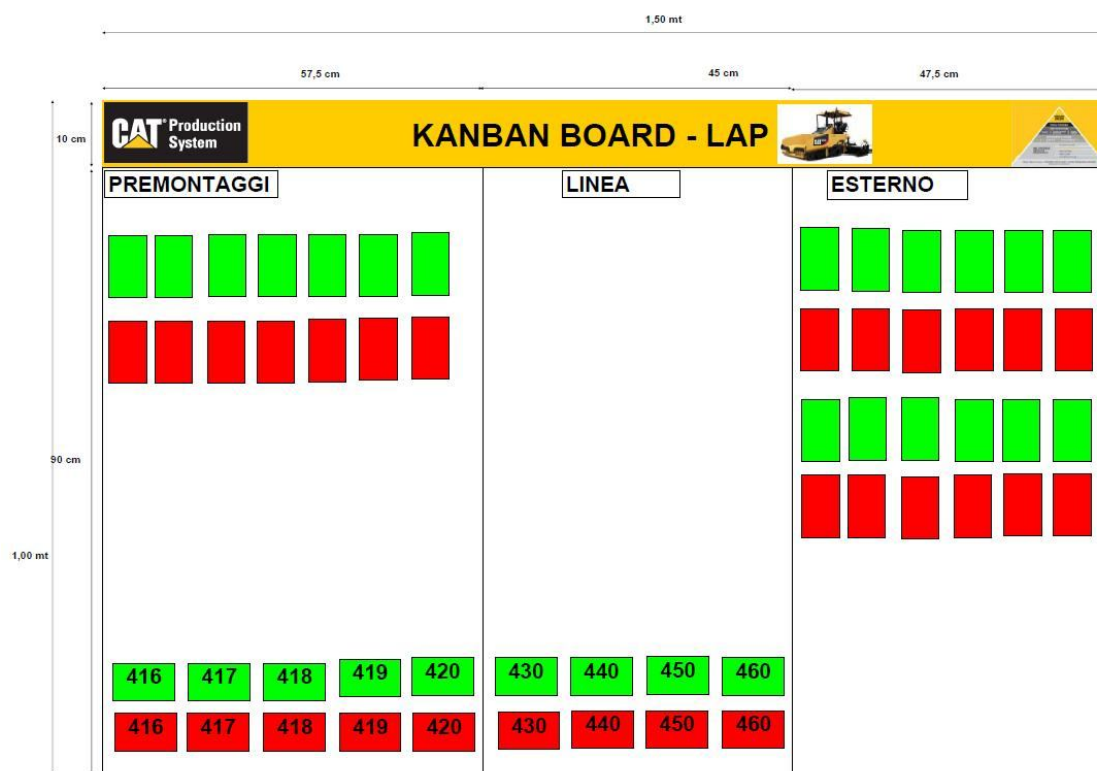 1,50 mt
57,5 cm
45 cm
47,5 cm
10 cm
CAT® Production
System
KANBAN BOARD - LAP
PREMONTAGGI
LINEA
ESTERNO
90 cm
1,00 mt
416 417 418 419 420 430 440 450 460
416 417 418 419 420 430 440 450 460